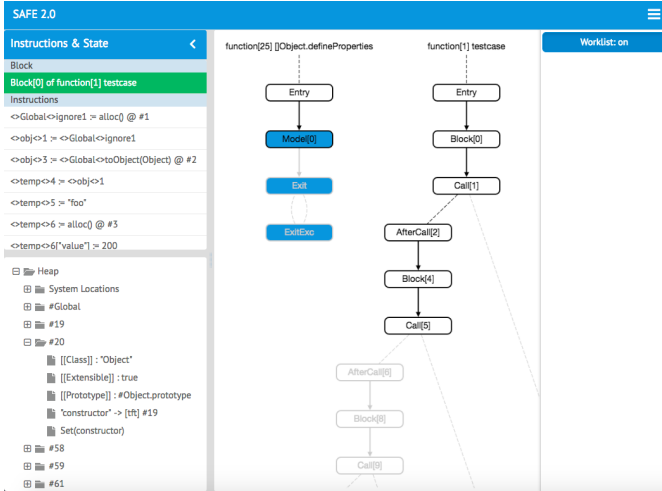 SAFE 2.0
Instructions & State
Block
Block[0] of function[1] testcase
Instructions
<>Global<>ignore1 := alloc() @ #1
<>obj<>1 := <>Global<>ignore1
<>obj<>3 := <>Global<>toObject(Object) @ #2
<>temp<>4 := <>obj<>1
<>temp<>5 := "foo"
<>temp<>6 := alloc() @ #3
<>temp<>6["value"] := 200
Heap
System Locations
#Global
#19
#20
[[Class]] : "Object"
[[Extensible]] : true
[[Prototype]] : #Object.prototype
"constructor" -> [tft] #19
Set(constructor)
#58
#59
#61
function[25] []Object.defineProperties
Entry
Model[0]
Exit
ExitExc
function[1] testcase
Entry
Block[0]
Call[1]
AfterCall[2]
Block[4]
Call[5]
AfterCall[6]
Block[8]
Call[9]
Worklist: on